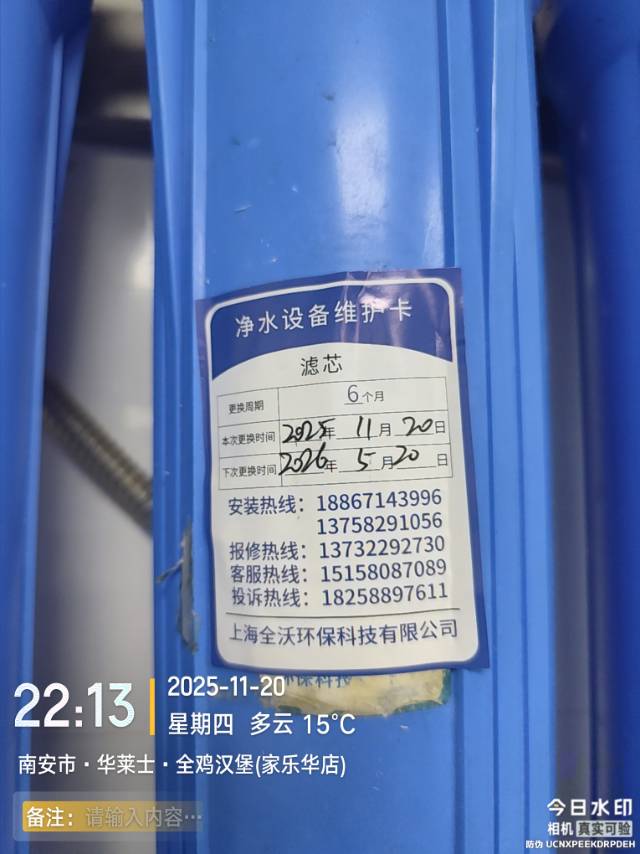 净水设备维护卡
滤芯
更换周期 6个月
本次更换时间 2025年 11月 20日
下次更换时间 2026年 5月 20日
安装热线：18867143996
13758291056
报修热线：13732292730
客服热线：15158087089
投诉热线：18258897611
上海全沃环保科技有限公司
环保科技
22:13
2025-11-20
星期四 多云 15℃
南安市·华莱士·全鸡汉堡(家乐华店)
备注：请输入内容…
今日水印
相机 真实可验
防伪 UCNXPEEKDRPDEH